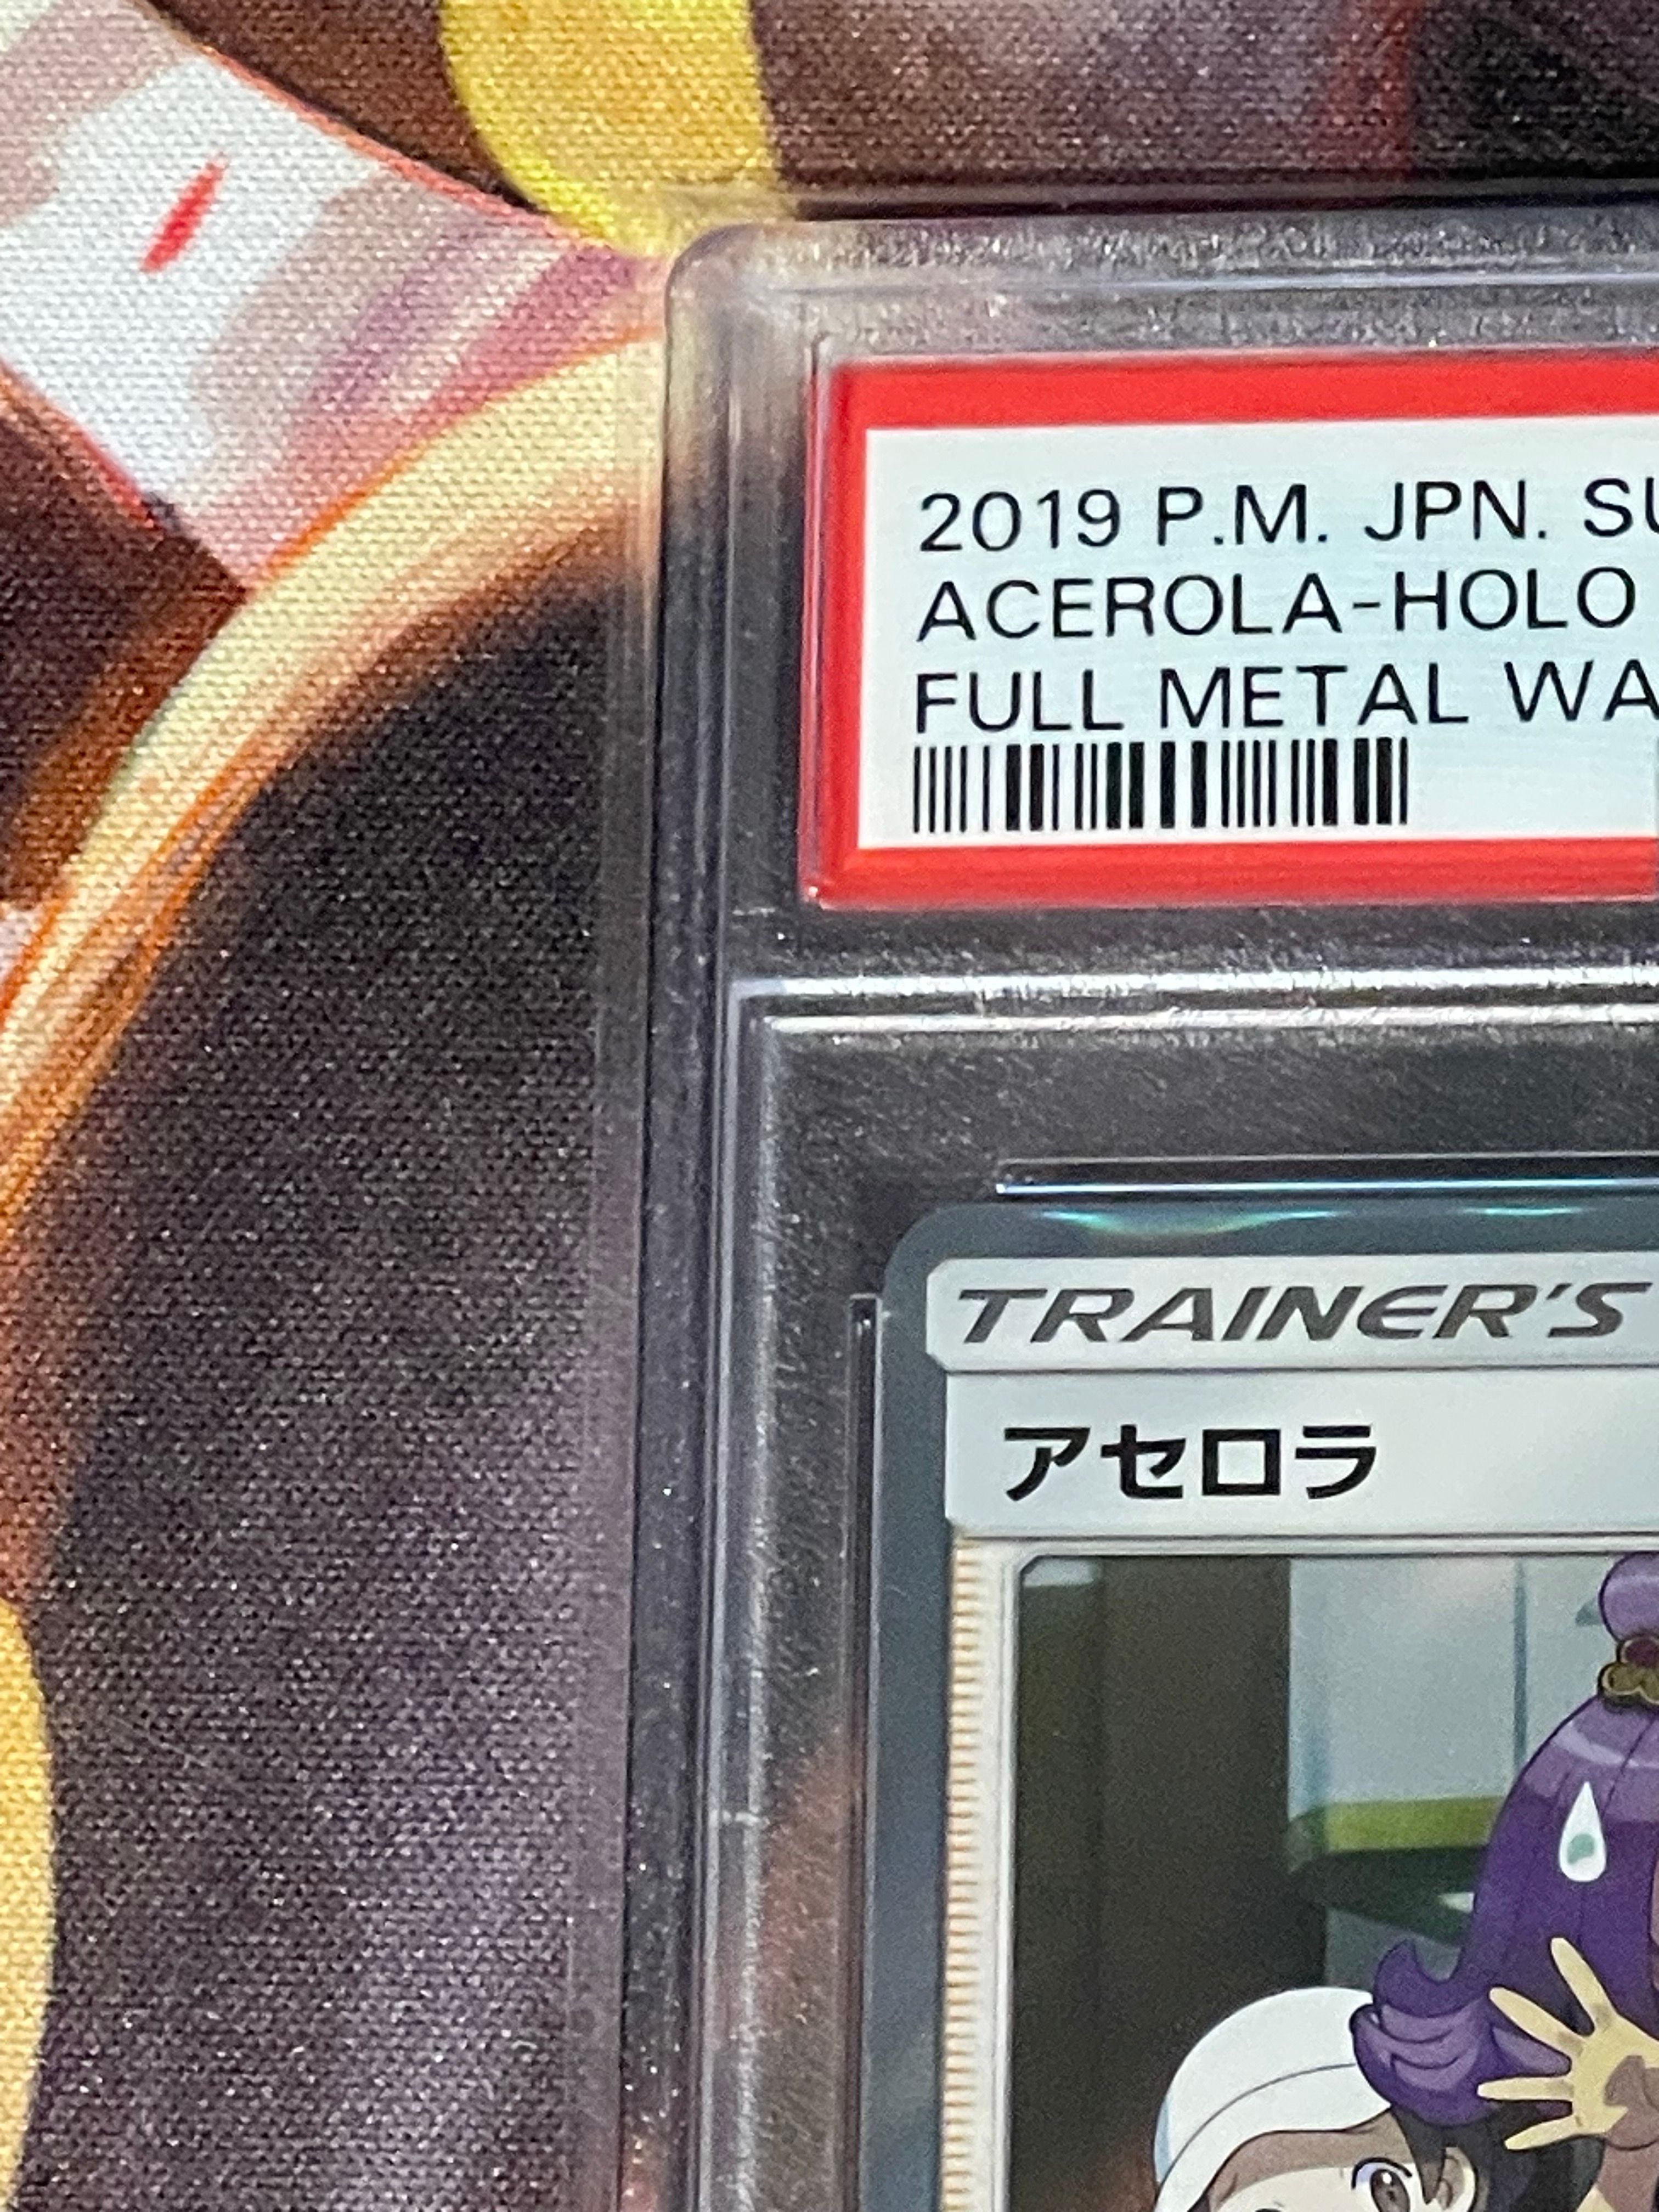 2019 P.M. JPN. SU
ACEROLA-HOLO
FULL METAL WA
TRAINER'S
アセロラ